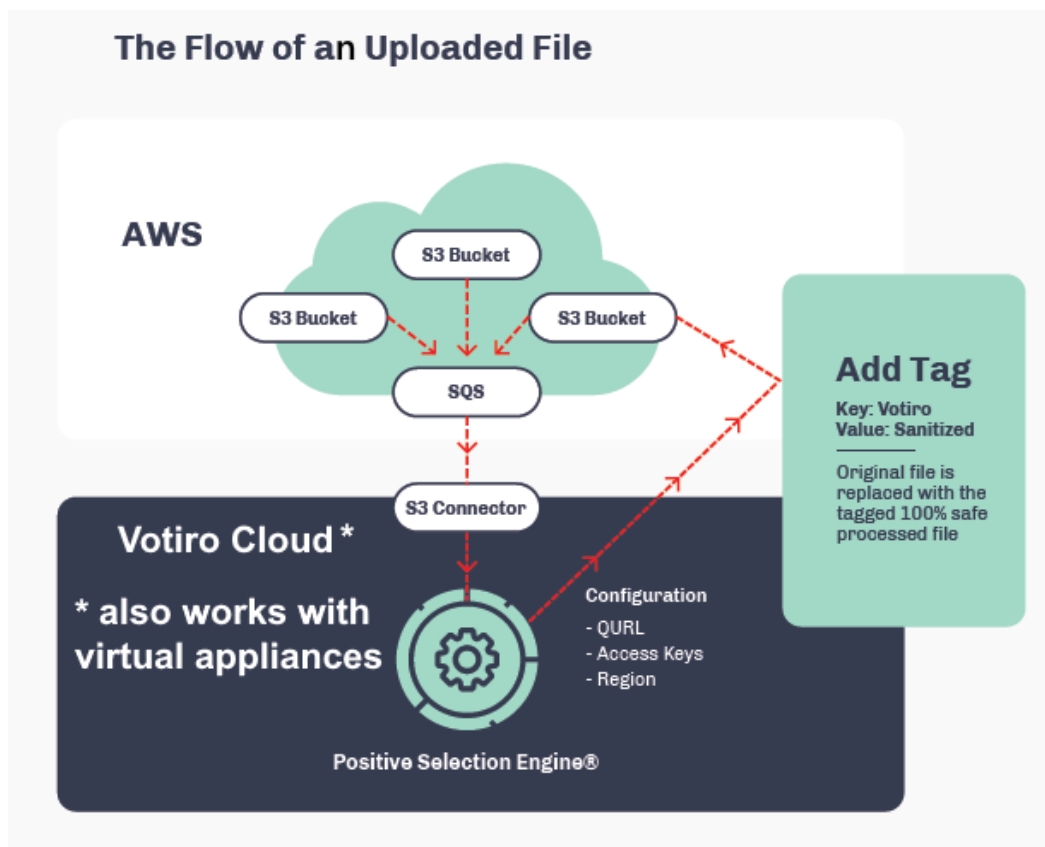 The Flow of an Uploaded File
AWS
S3 Bucket
S3 Bucket
S3 Bucket
SQS
Add Tag
Key: Votiro
Value: Sanitized
Original file is
replaced with the
tagged 100% safe
processed file
S3 Connector
Votiro Cloud *
* also works with
virtual appliances
Configuration
- QURL
- Access Keys
- Region
Positive Selection Engine®